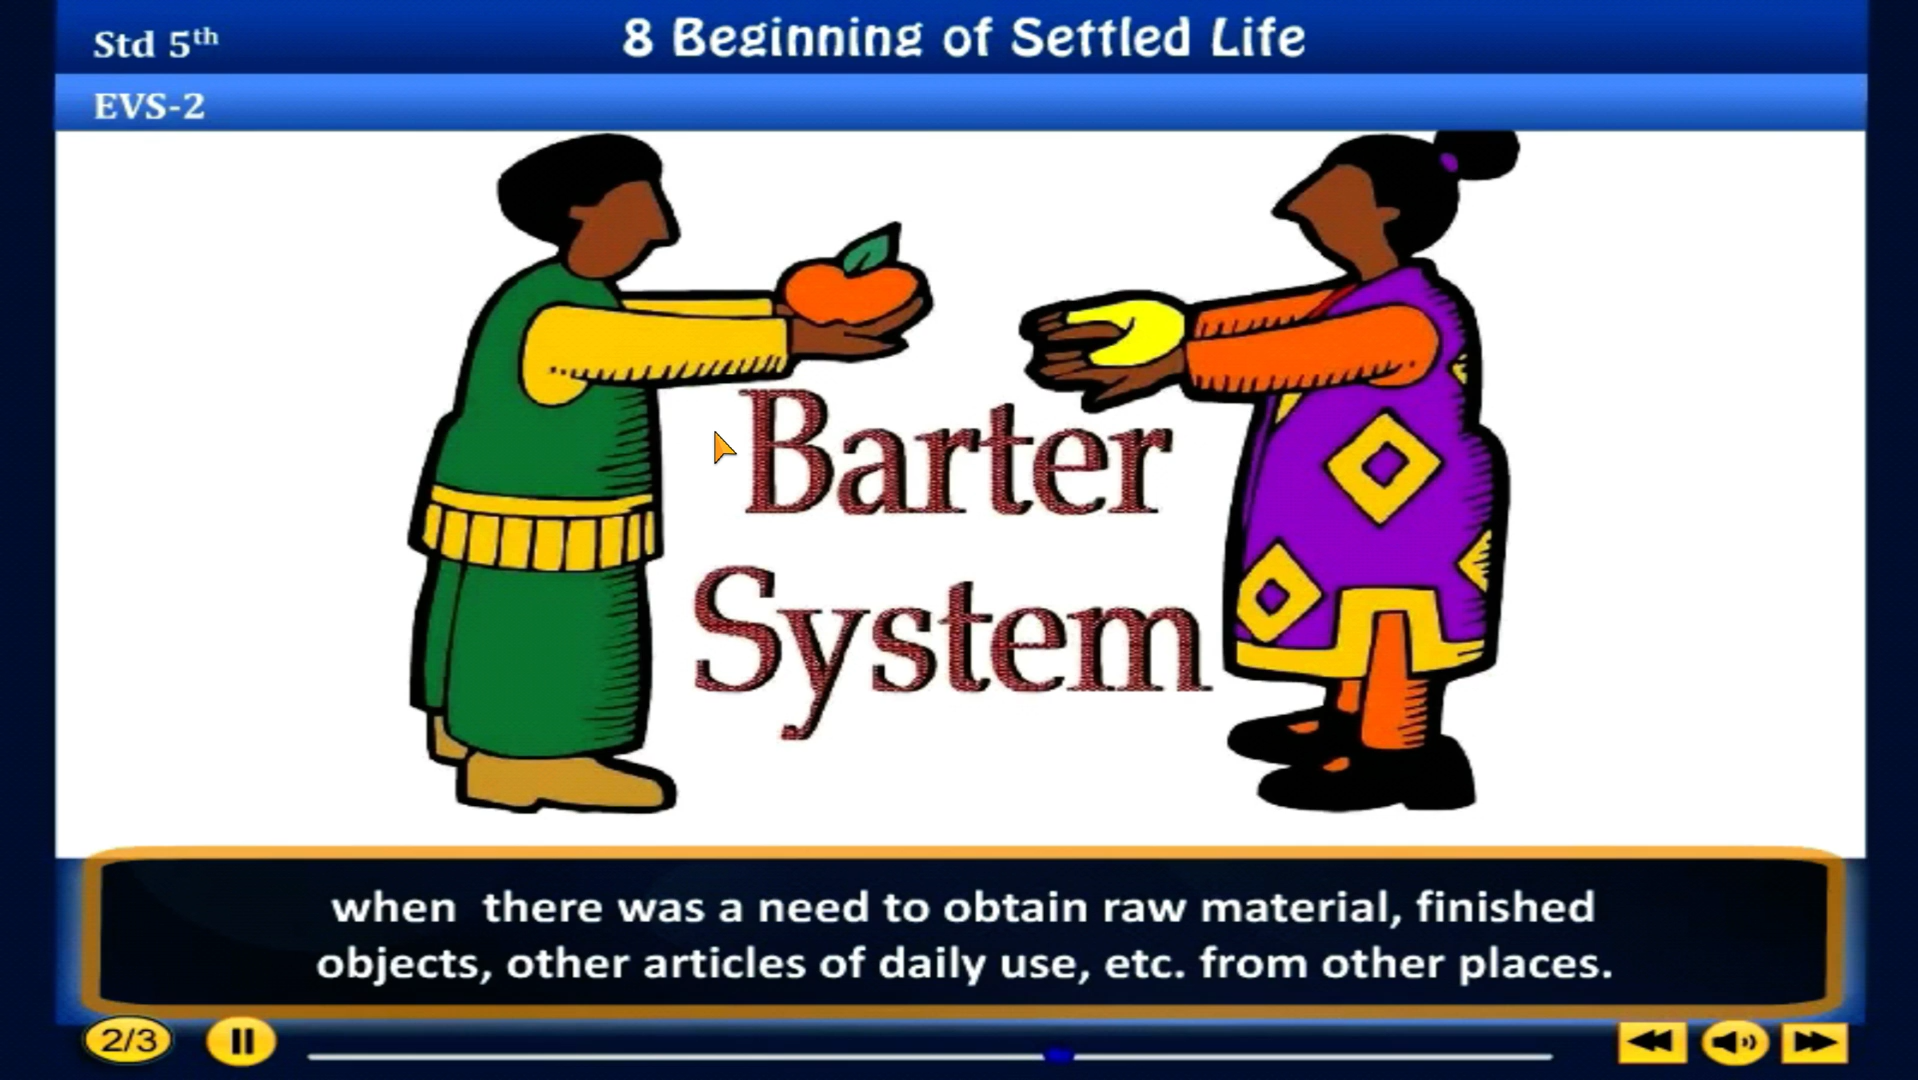 Std 5th
8 Beginning of Settled Life
EVS-2
Barter
System
when there was a need to obtain raw material, finished
objects, other articles of daily use, etc. from other places.
2/3